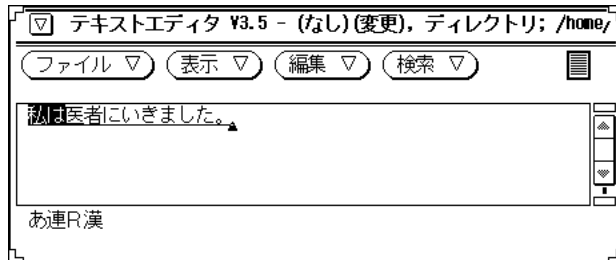 テキストエディタ V3.5 - (なし)(変更), ディレクトリ; /home/
ファイル ▽ 表示 ▽ 編集 ▽ 検索 ▽
私は医者にいきました。
あ連R漢